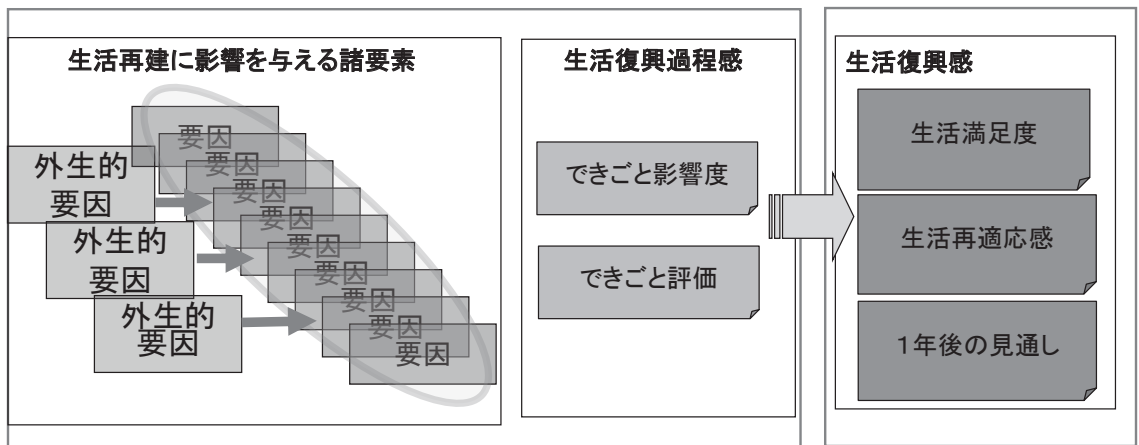 生活再建に影響を与える諸要素
要因
要因
要因
要因
要因
要因
要因
要因
要因
外生的
要因
外生的
要因
外生的
要因
生活復興過程感
できごと影響度
できごと評価
生活復興感
生活満足度
生活再適応感
1年後の見通し